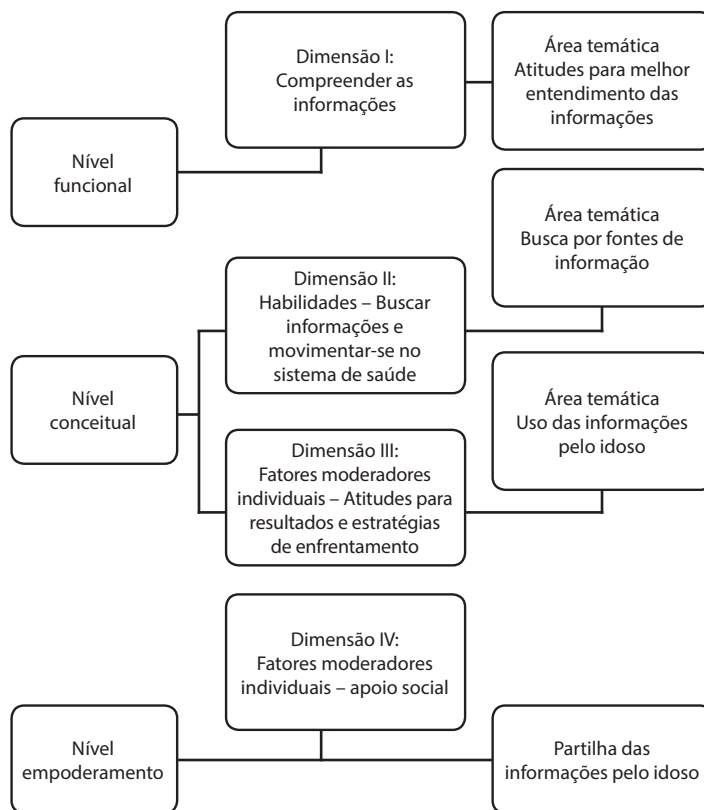 Dimensão I:
Compreender as
informações
Área temática
Atitudes para melhor
entendimento das
informações
Nível
funcional
Área temática
Busca por fontes de
informação
Dimensão II:
Habilidades – Buscar
informações e
movimentar-se no
sistema de saúde
Nível
conceitual
Área temática
Uso das informações
pelo idoso
Dimensão III:
Fatores moderadores
individuais – Atitudes para
resultados e estratégias
de enfrentamento
Dimensão IV:
Fatores moderadores
individuais – apoio social
Nível
empoderamento
Partilha das
informações pelo idoso